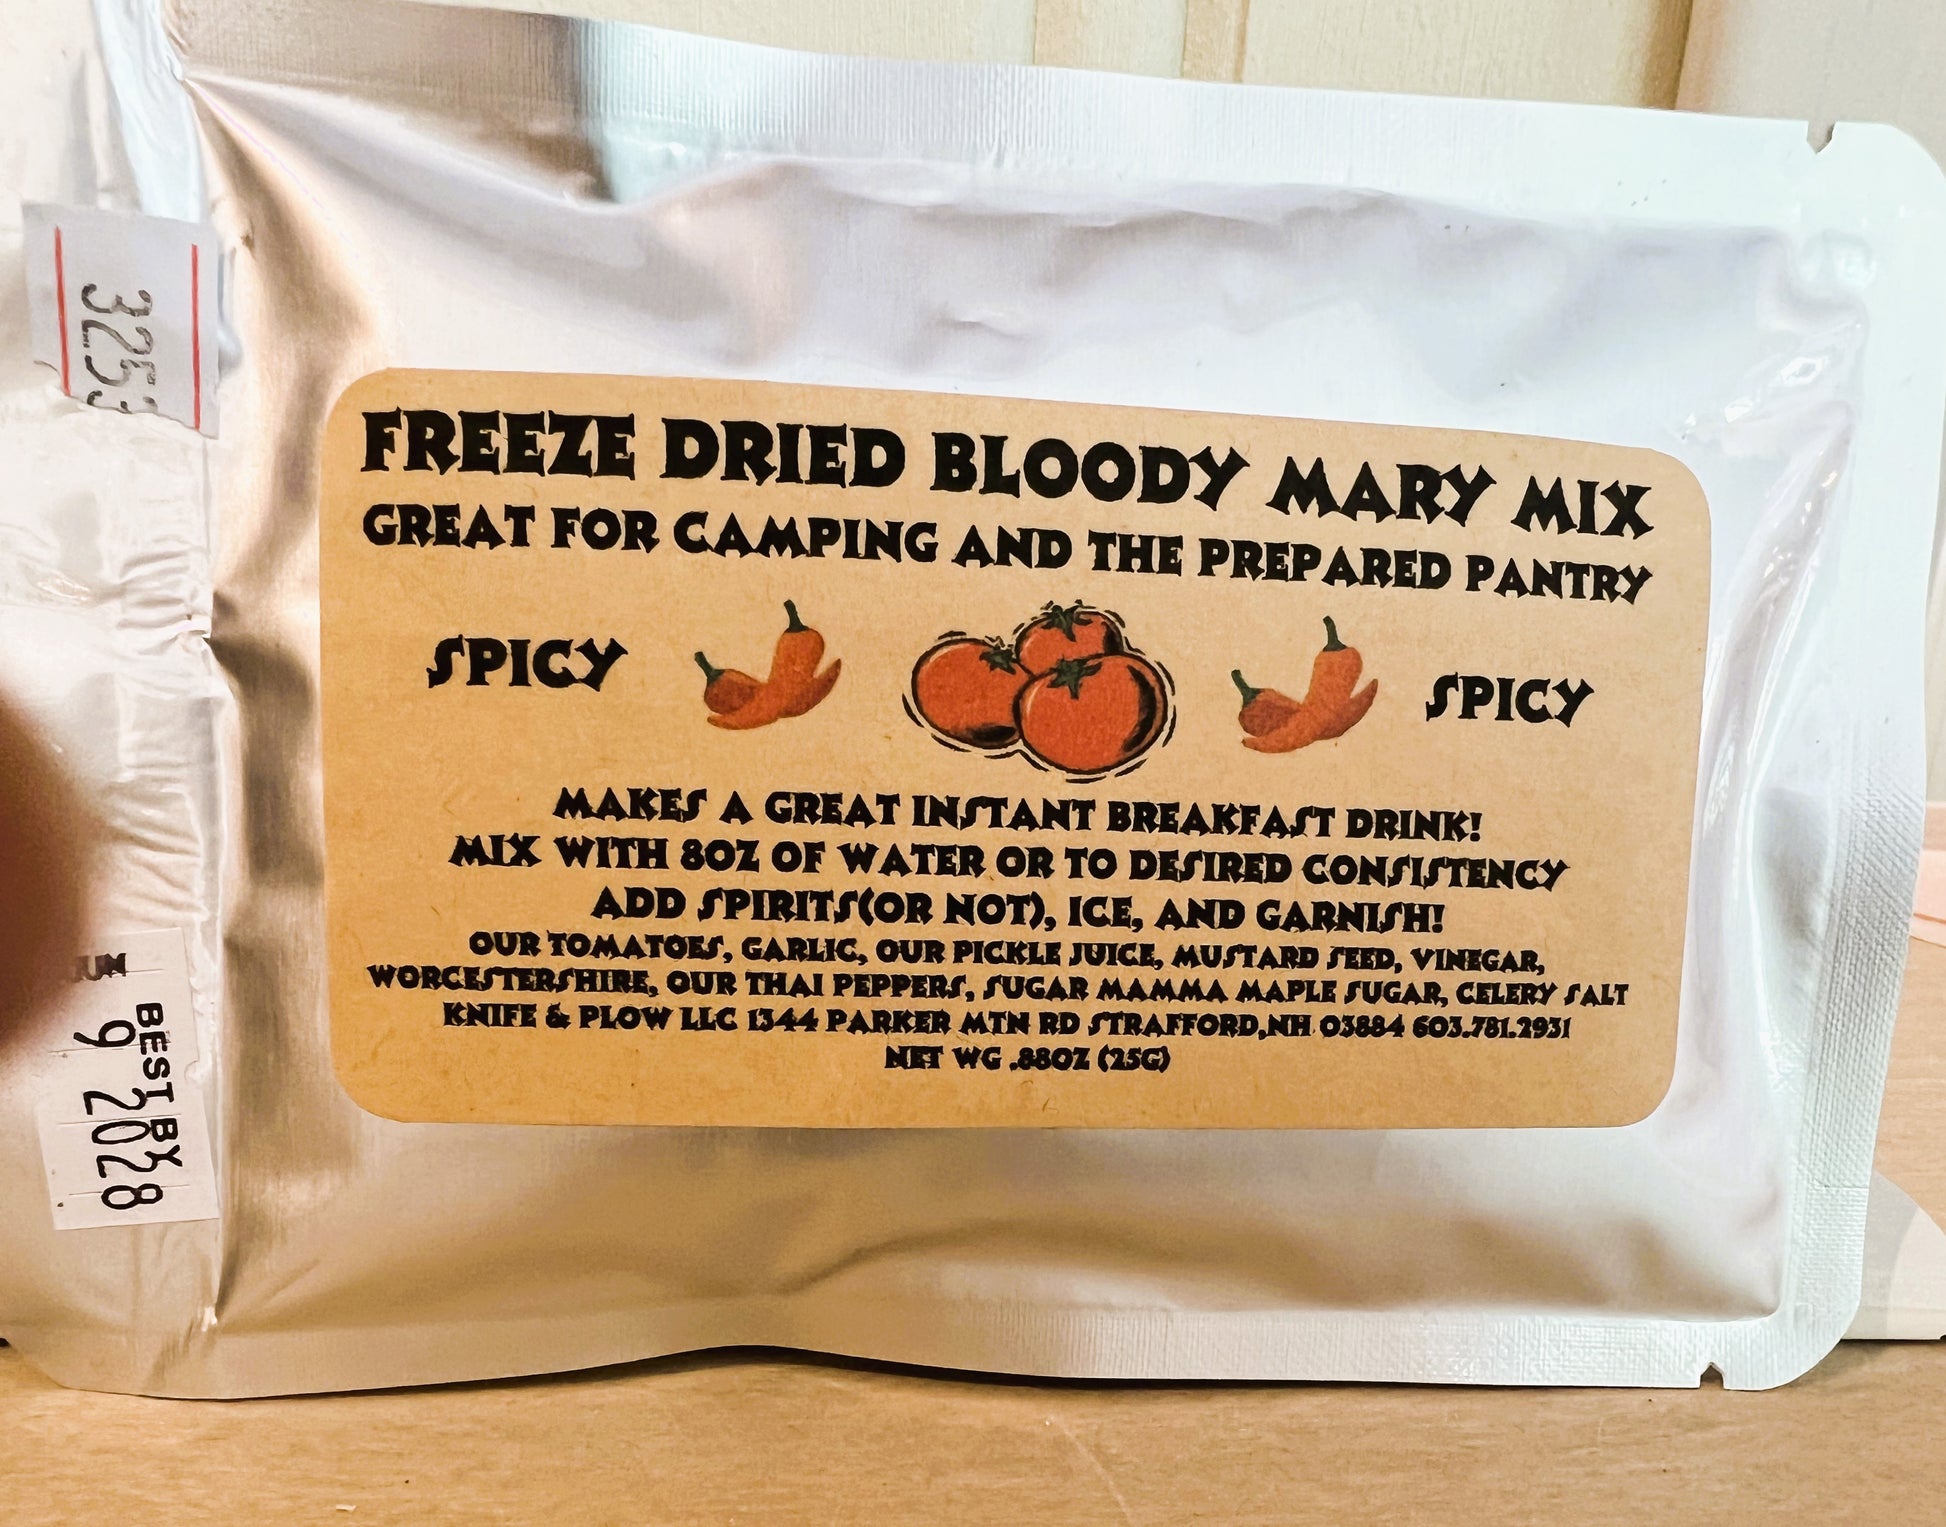 FREEZE DRIED BLOODY MARY MIX
GREAT FOR CAMPING AND THE PREPARED PANTRY
SPICY SPICY
MAKES A GREAT INSTANT BREAKFAST DRINK!
MIX WITH 8OZ OF WATER OR TO DESIRED CONSISTENCY
ADD SPIRITS(OR NOT), ICE, AND GARNISH!
OUR TOMATOES, GARLIC, OUR PICKLE JUICE, MUSTARD SEED, VINEGAR,
WORCESTERSHIRE, OUR THAI PEPPERS, SUGAR MAMMA MAPLE SUGAR, CELERY SALT
KNIFE & PLOW LLC 1344 PARKER MTN RD STRAFFORD,NH 03884 603.781.2931
NET WG .88OZ (25G)
3253
BEST BY
9 2028